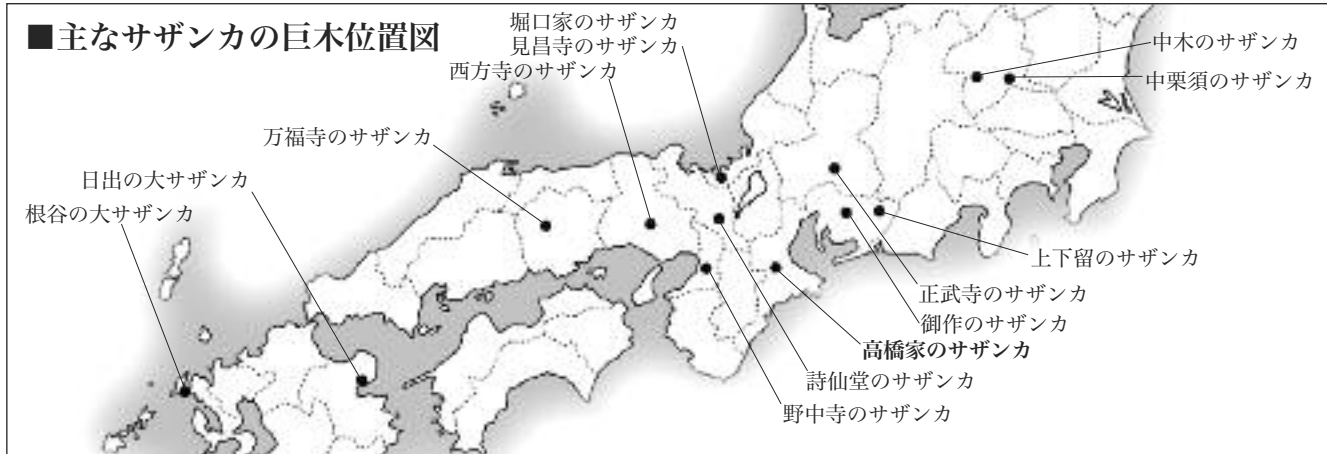 ■主なサザンカの巨木位置図
堀口家のサザンカ
見昌寺のサザンカ
西方寺のサザンカ
万福寺のサザンカ
日出の大サザンカ
根谷の大サザンカ
中木のサザンカ
中栗須のサザンカ
上下留のサザンカ
正武寺のサザンカ
御作のサザンカ
高橋家のサザンカ
詩仙堂のサザンカ
野中寺のサザンカ